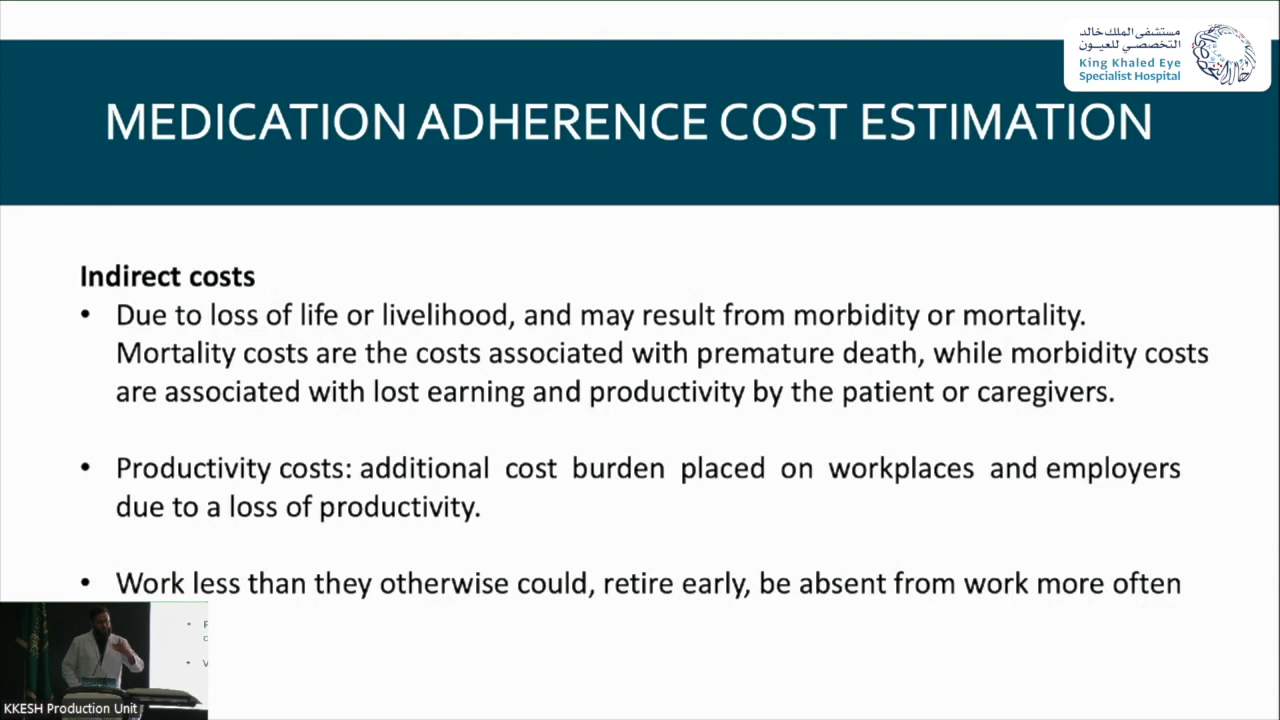 مستشفى الملك خالد
التخصصي للعيون
King Khaled Eye
Specialist Hospital
MEDICATION ADHERENCE COST ESTIMATION
Indirect costs
• Due to loss of life or livelihood, and may result from morbidity or mortality.
Mortality costs are the costs associated with premature death, while morbidity costs
are associated with lost earning and productivity by the patient or caregivers.
• Productivity costs: additional cost burden placed on workplaces and employers
due to a loss of productivity.
• Work less than they otherwise could, retire early, be absent from work more often
KKESH Production Unit